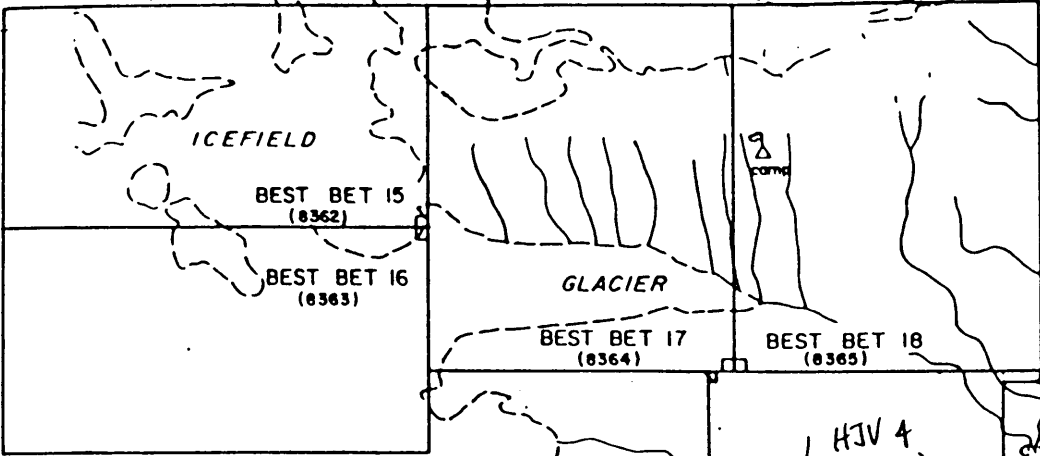 ICEFIELD
BEST BET 15
(8362)
BEST BET 16
(8363)
camp
GLACIER
BEST BET 17
(8364)
BEST BET 18
(8365)
HJV 4